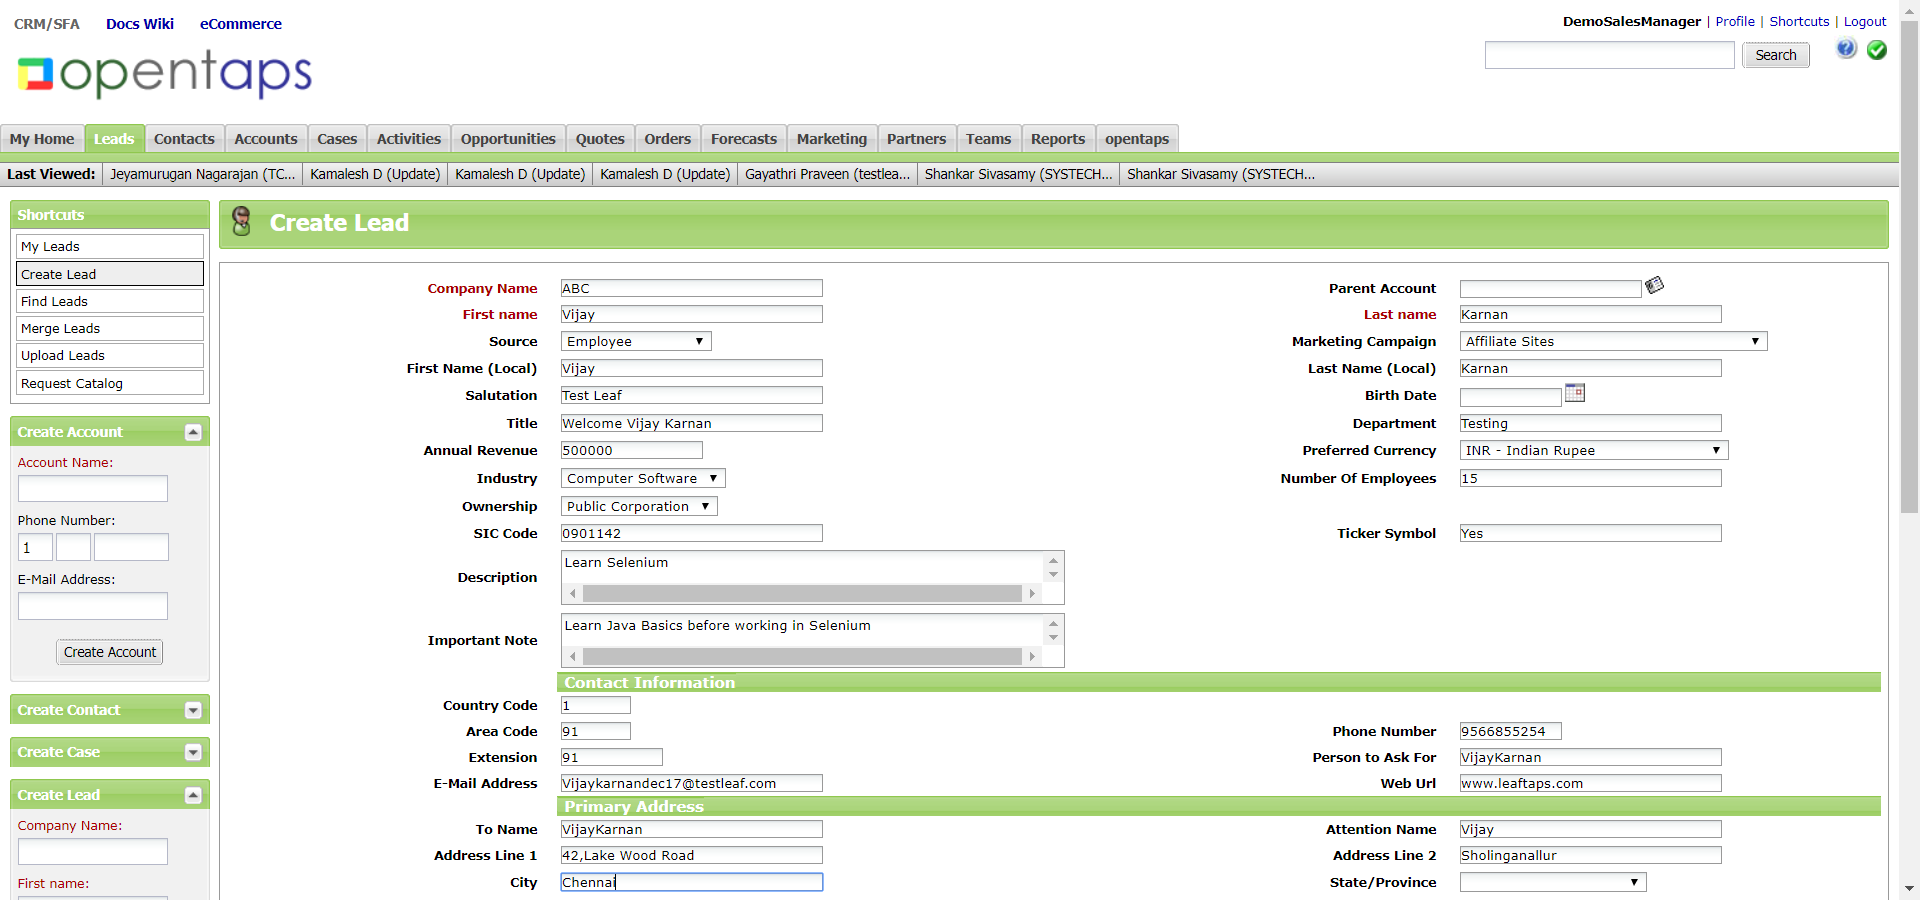 CRM/SFA Docs Wiki eCommerce
DemoSalesManager | Profile | Shortcuts | Logout
opentaps
Search
My Home Leads Contacts Accounts Cases Activities Opportunities Quotes Orders Forecasts Marketing Partners Teams Reports opentaps
Last Viewed: Jeyamurugan Nagarajan (TC... Kamalesh D (Update) Kamalesh D (Update) Kamalesh D (Update) Gayathri Praveen (testlea... Shankar Sivasamy (SYSTECH... Shankar Sivasamy (SYSTECH...
Shortcuts
My Leads
Create Lead
Find Leads
Merge Leads
Upload Leads
Request Catalog
Create Account
Account Name:
Phone Number:
1
E-Mail Address:
Create Account
Create Contact
Create Case
Create Lead
Company Name:
First name:
Create Lead
Company Name ABC Parent Account
First name Vijay Last name Karnan
Source Employee Marketing Campaign Affiliate Sites
First Name (Local) Vijay Last Name (Local) Karnan
Salutation Test Leaf Birth Date
Title Welcome Vijay Karnan Department Testing
Annual Revenue 500000 Preferred Currency INR - Indian Rupee
Industry Computer Software Number Of Employees 15
Ownership Public Corporation
SIC Code 0901142 Ticker Symbol Yes
Description Learn Selenium
Important Note Learn Java Basics before working in Selenium
Contact Information
Country Code 1
Area Code 91 Phone Number 9566855254
Extension 91 Person to Ask For VijayKarnan
E-Mail Address Vijaykarnandec17@testleaf.com Web Url www.leaftaps.com
Primary Address
To Name VijayKarnan Attention Name Vijay
Address Line 1 42,Lake Wood Road Address Line 2 Sholinganallur
City Chennai State/Province